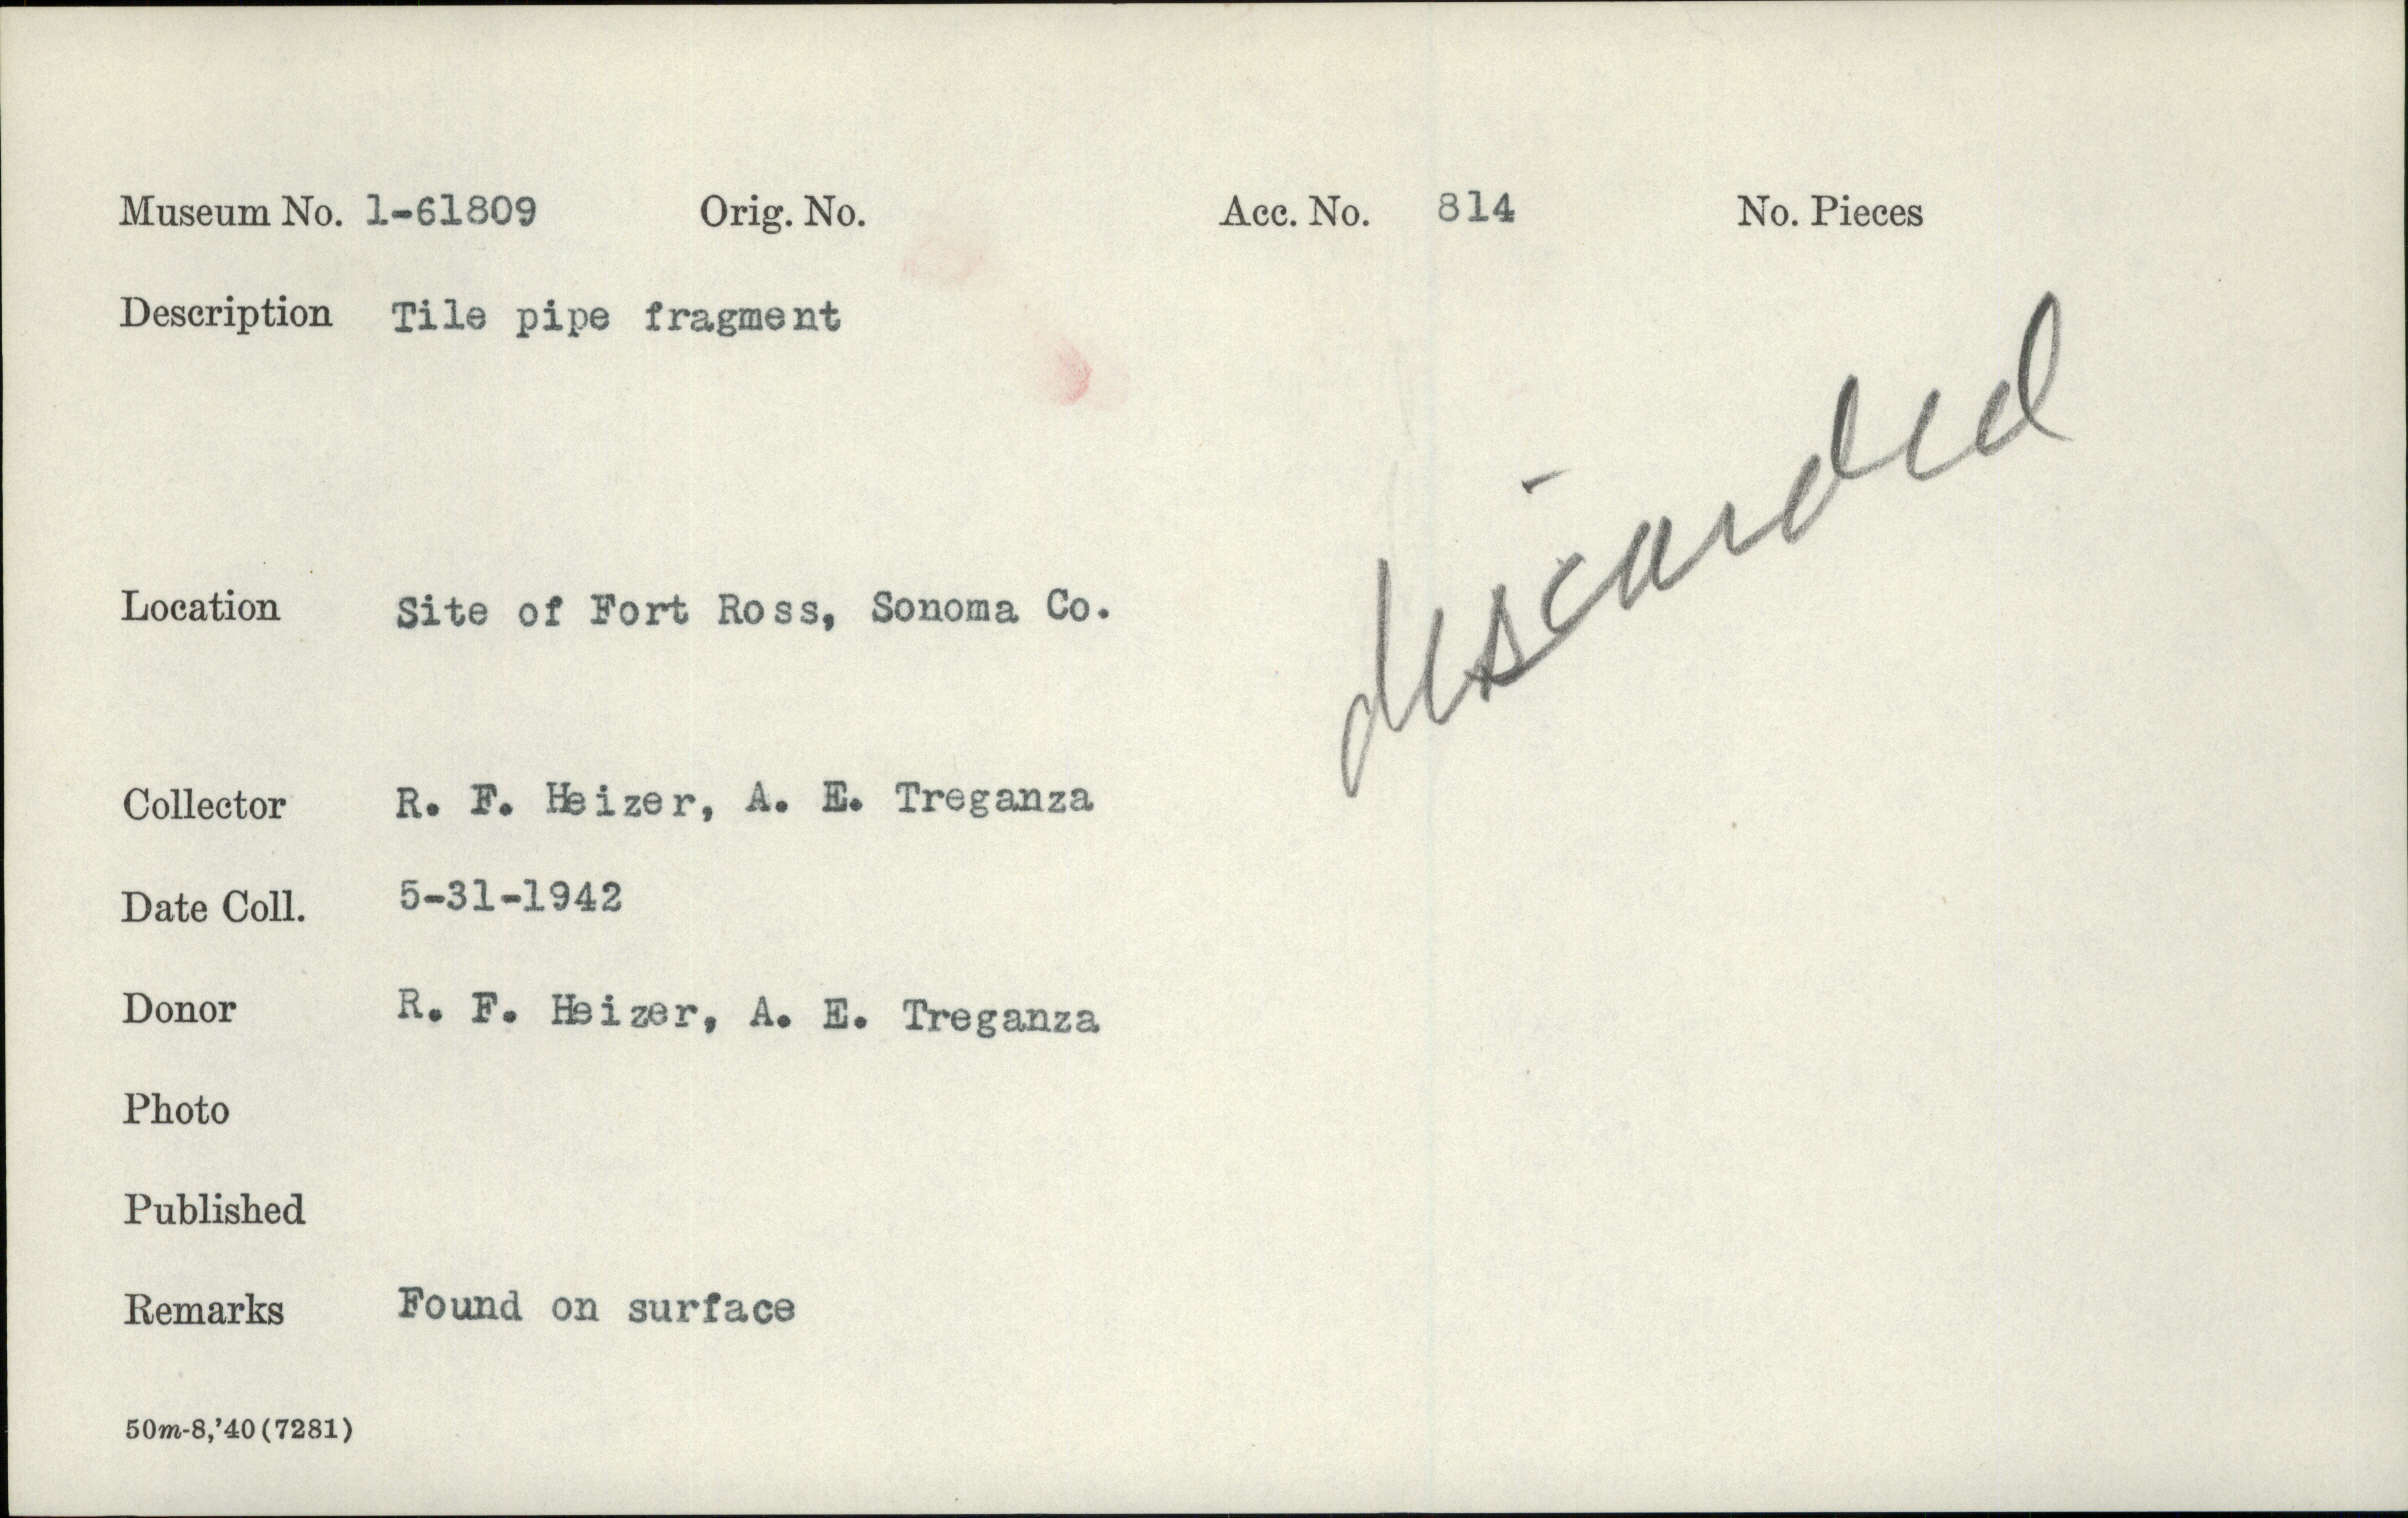 Museum No. 1-61809 Orig. No. Acc. No. 814 No. Pieces
Description Tile pipe fragment
discarded
Location Site of Fort Ross, Sonoma Co.
Collector R. F. Heizer, A. E. Treganza
Date Coll. 5-31-1942
Donor R. F. Heizer, A. E. Treganza
Photo
Published
Remarks Found on surface
50m-8,'40(7281)